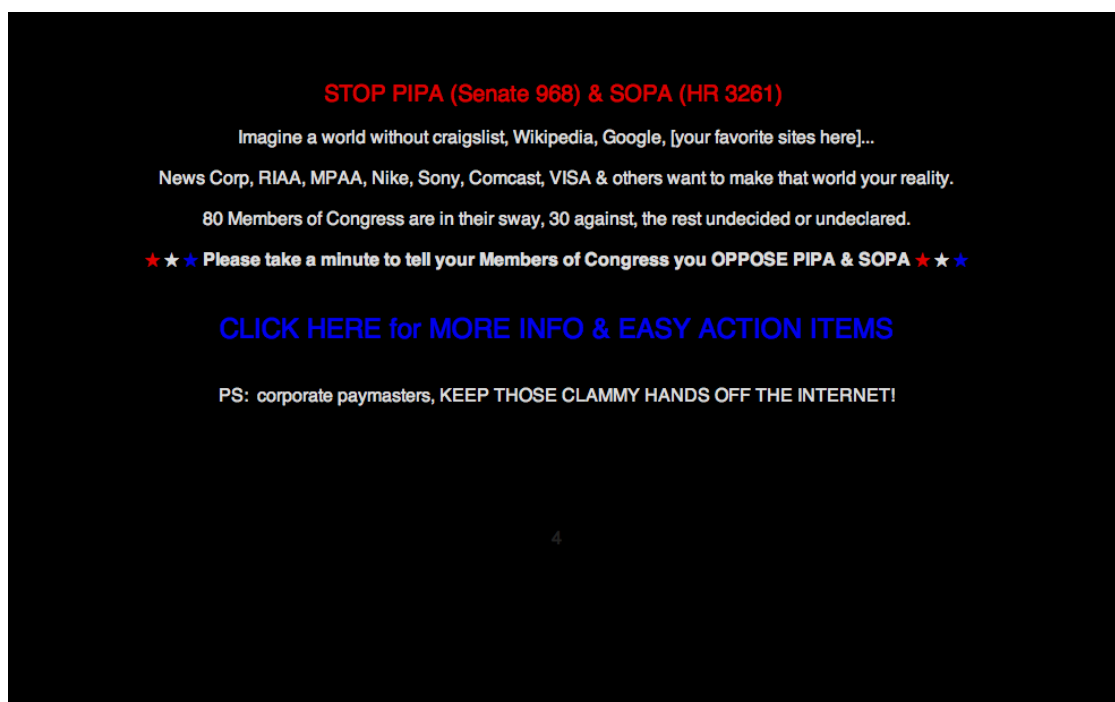 STOP PIPA (Senate 968) & SOPA (HR 3261)
Imagine a world without craigslist, Wikipedia, Google, [your favorite sites here]...
News Corp, RIAA, MPAA, Nike, Sony, Comcast, VISA & others want to make that world your reality.
80 Members of Congress are in their sway, 30 against, the rest undecided or undeclared.
★ ★ ★ Please take a minute to tell your Members of Congress you OPPOSE PIPA & SOPA ★ ★ ★
CLICK HERE for MORE INFO & EASY ACTION ITEMS
PS: corporate paymasters, KEEP THOSE CLAMMY HANDS OFF THE INTERNET!
4